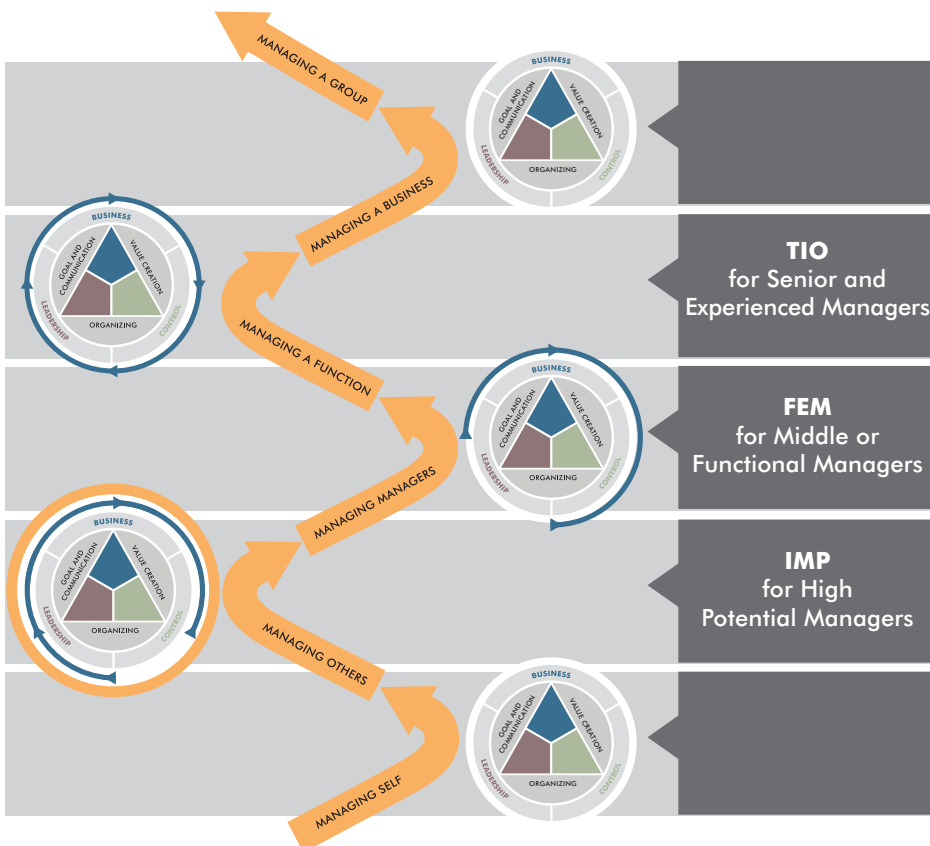 MANAGING A GROUP
BUSINESS
GOAL AND
COMMUNICATION
VALUE CREATION
ORGANIZING
LEADERSHIP
CONTROL
MANAGING A BUSINESS
BUSINESS
GOAL AND
COMMUNICATION
VALUE CREATION
ORGANIZING
LEADERSHIP
CONTROL
TIO
for Senior and
Experienced Managers
MANAGING A FUNCTION
BUSINESS
GOAL AND
COMMUNICATION
VALUE CREATION
ORGANIZING
LEADERSHIP
CONTROL
FEM
for Middle or
Functional Managers
MANAGING MANAGERS
BUSINESS
GOAL AND
COMMUNICATION
VALUE CREATION
ORGANIZING
LEADERSHIP
CONTROL
IMP
for High
Potential Managers
MANAGING OTHERS
BUSINESS
GOAL AND
COMMUNICATION
VALUE CREATION
ORGANIZING
LEADERSHIP
CONTROL
MANAGING SELF